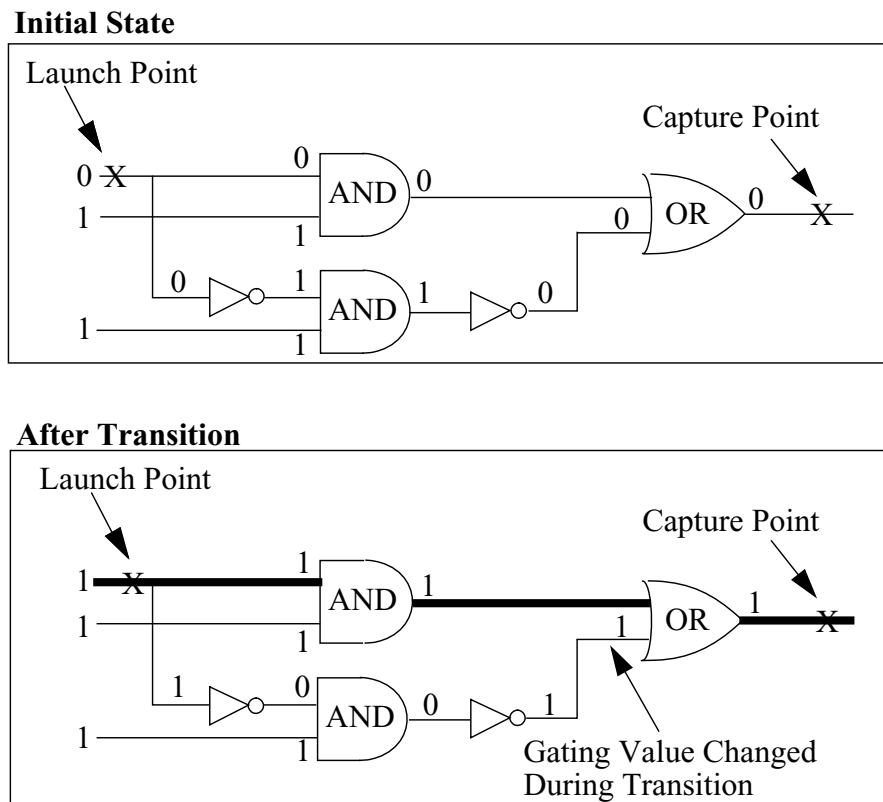 Initial State
Launch Point
Capture Point
0 X 0 AND 0 OR 0 X
1 1 0
0 1 AND 1 0
1 1
After Transition
Launch Point
Capture Point
1 X 1 AND 1 OR 1 X
1 1 1
1 0 AND 0 1
1 1
Gating Value Changed
During Transition